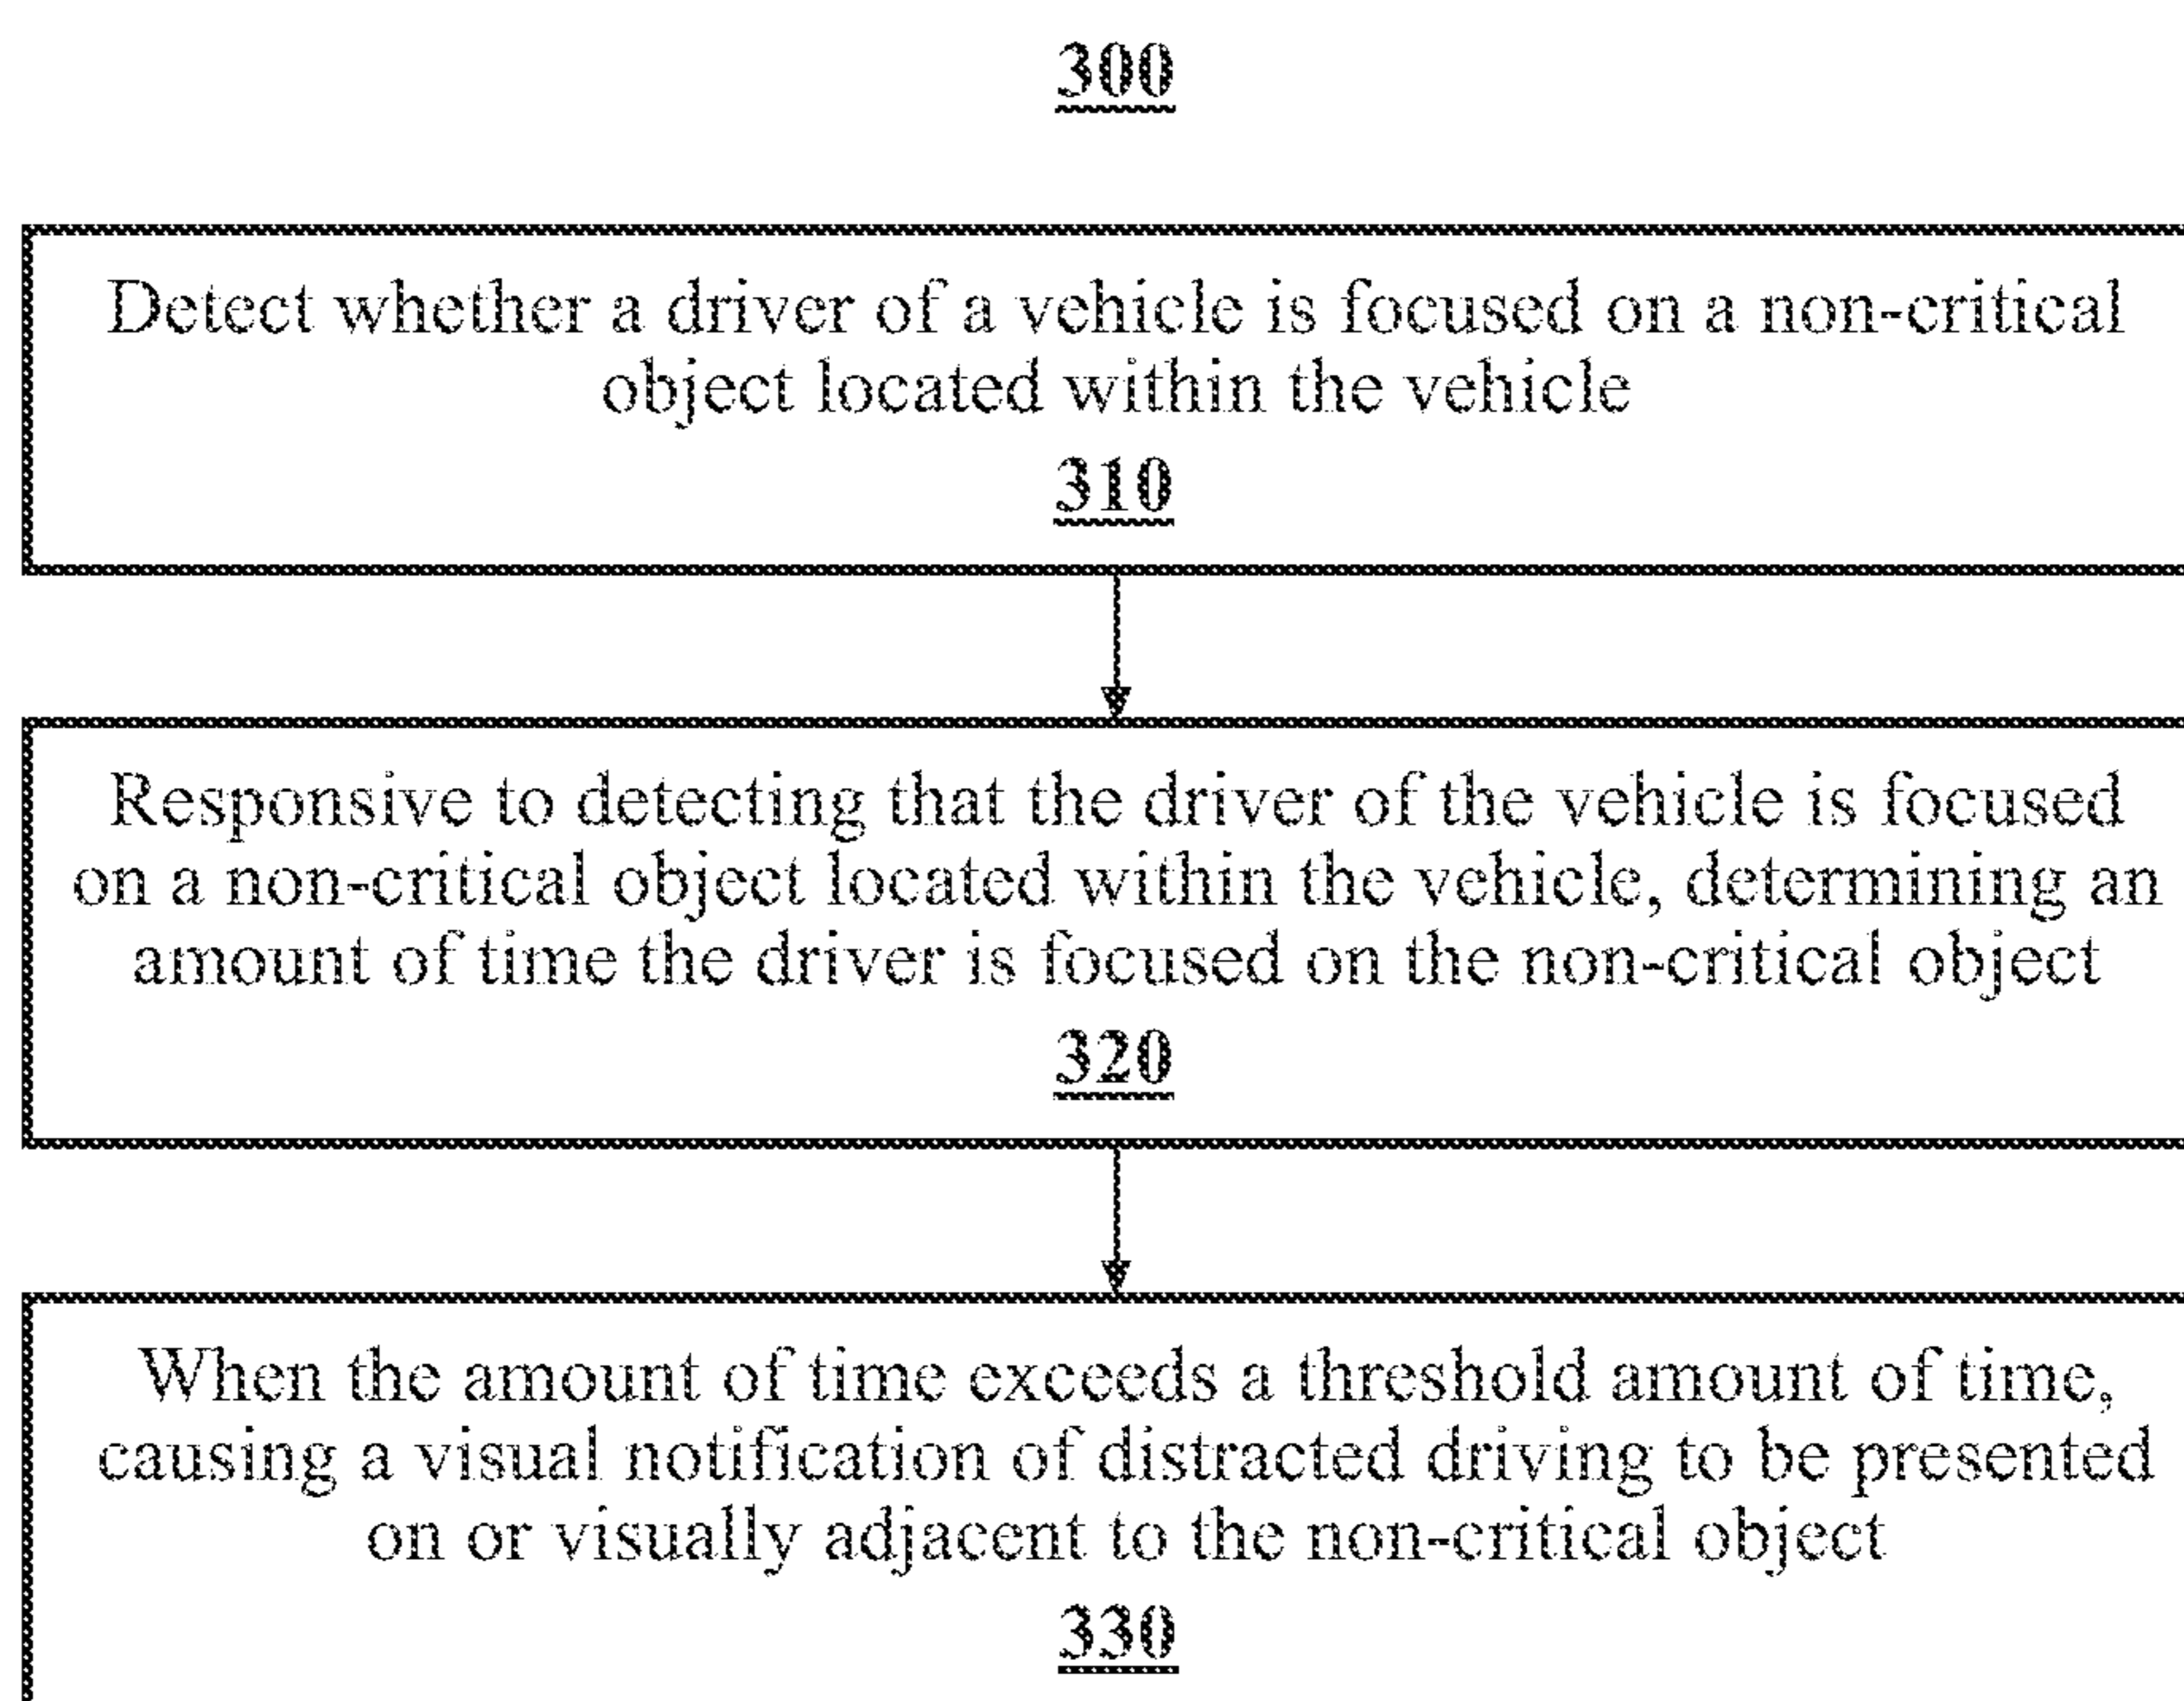 300
Detect whether a driver of a vehicle is focused on a non-critical
object located within the vehicle
310
Responsive to detecting that the driver of the vehicle is focused
on a non-critical object located within the vehicle, determining an
amount of time the driver is focused on the non-critical object
320
When the amount of time exceeds a threshold amount of time,
causing a visual notification of distracted driving to be presented
on or visually adjacent to the non-critical object
330